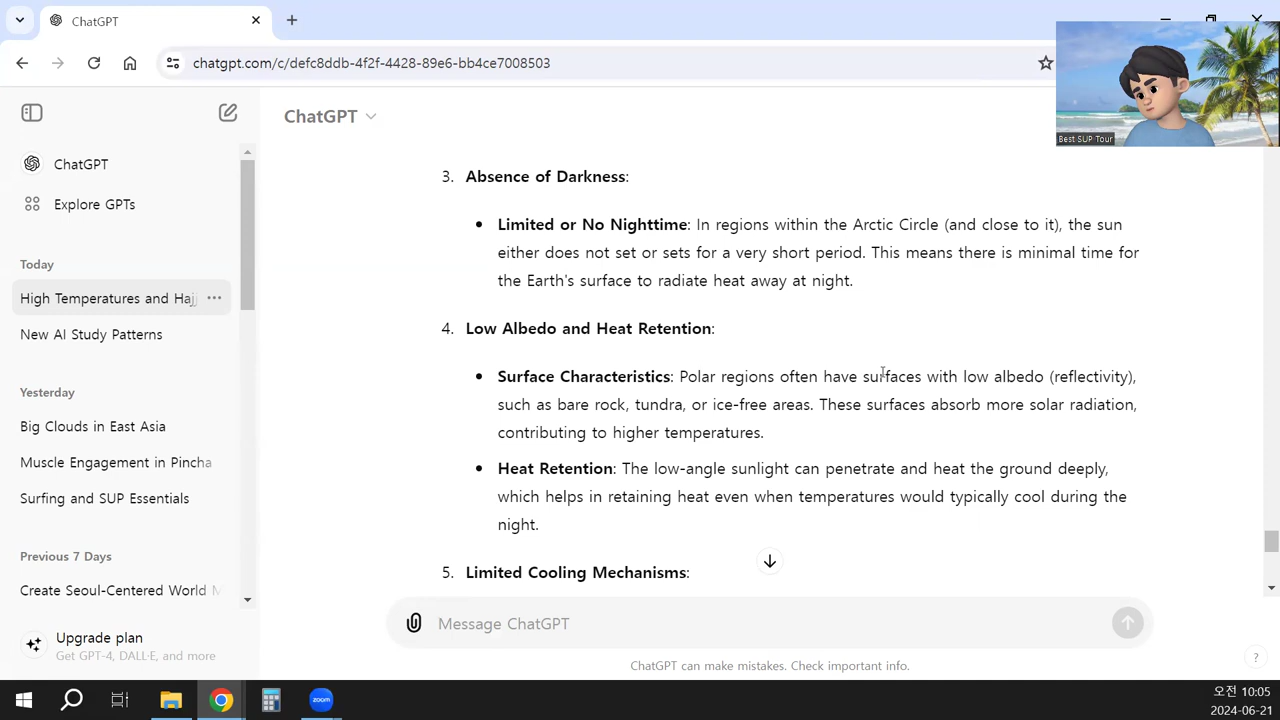 ChatGPT
chatgpt.com/c/defc8ddb-4f2f-4428-89e6-bb4ce7008503
Best SUP Tour
ChatGPT
ChatGPT
Explore GPTs
Today
High Temperatures and Hajj
New AI Study Patterns
Yesterday
Big Clouds in East Asia
Muscle Engagement in Pincha
Surfing and SUP Essentials
Previous 7 Days
Create Seoul-Centered World M
Upgrade plan
Get GPT-4, DALL·E, and more
3. Absence of Darkness:
Limited or No Nighttime: In regions within the Arctic Circle (and close to it), the sun
either does not set or sets for a very short period. This means there is minimal time for
the Earth's surface to radiate heat away at night.
4. Low Albedo and Heat Retention:
Surface Characteristics: Polar regions often have surfaces with low albedo (reflectivity),
such as bare rock, tundra, or ice-free areas. These surfaces absorb more solar radiation,
contributing to higher temperatures.
Heat Retention: The low-angle sunlight can penetrate and heat the ground deeply,
which helps in retaining heat even when temperatures would typically cool during the
night.
5. Limited Cooling Mechanisms:
Message ChatGPT
ChatGPT can make mistakes. Check important info.
?
zoom
오전 10:05
2024-06-21